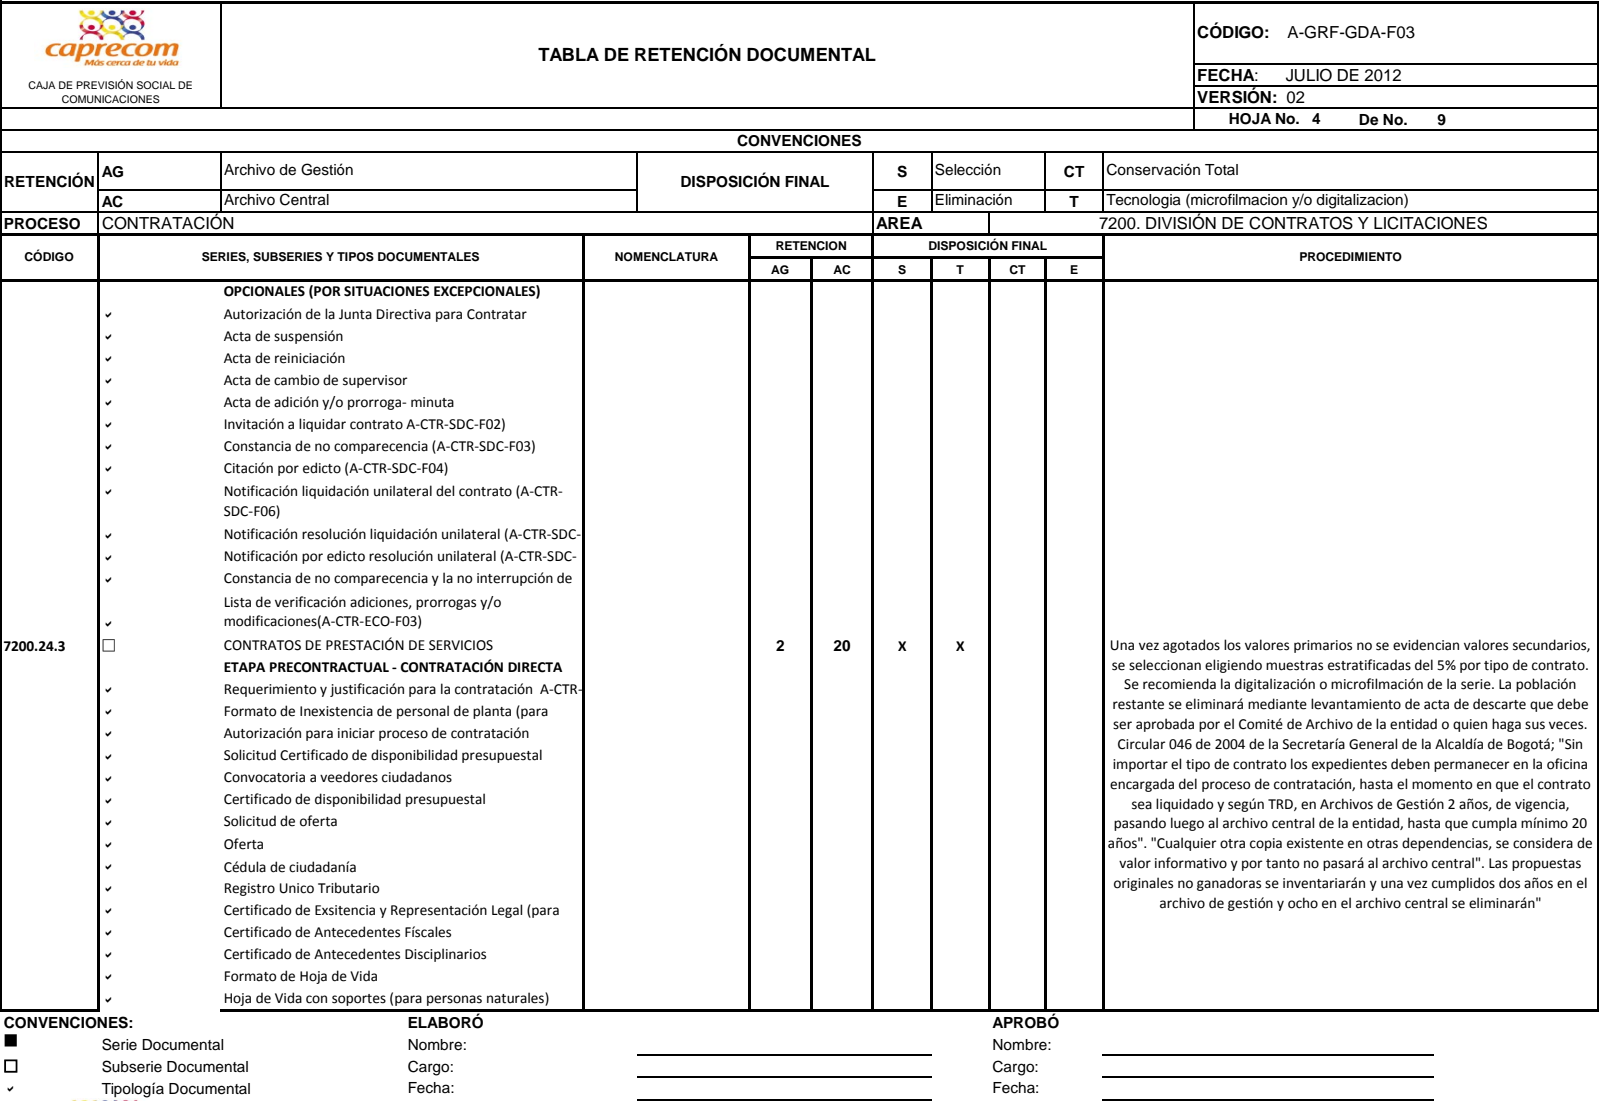 caprecom
Más cerca de tu vida
CAJA DE PREVISIÓN SOCIAL DE
COMUNICACIONES
TABLA DE RETENCIÓN DOCUMENTAL
CÓDIGO: A-GRF-GDA-F03
FECHA: JULIO DE 2012
VERSIÓN: 02
HOJA No. 4 De No. 9
CONVENCIONES
RETENCIÓN AG Archivo de Gestión DISPOSICIÓN FINAL S Selección CT Conservación Total
AC Archivo Central E Eliminación T Tecnologia (microfilmacion y/o digitalizacion)
PROCESO CONTRATACIÓN AREA 7200. DIVISIÓN DE CONTRATOS Y LICITACIONES
CÓDIGO SERIES, SUBSERIES Y TIPOS DOCUMENTALES NOMENCLATURA RETENCION DISPOSICIÓN FINAL PROCEDIMIENTO
AG AC S T CT E
OPCIONALES (POR SITUACIONES EXCEPCIONALES)
✓ Autorización de la Junta Directiva para Contratar
✓ Acta de suspensión
✓ Acta de reiniciación
✓ Acta de cambio de supervisor
✓ Acta de adición y/o prorroga- minuta
✓ Invitación a liquidar contrato A-CTR-SDC-F02)
✓ Constancia de no comparecencia (A-CTR-SDC-F03)
✓ Citación por edicto (A-CTR-SDC-F04)
✓ Notificación liquidación unilateral del contrato (A-CTR-
SDC-F06)
✓ Notificación resolución liquidación unilateral (A-CTR-SDC-
✓ Notificación por edicto resolución unilateral (A-CTR-SDC-
✓ Constancia de no comparecencia y la no interrupción de
Lista de verificación adiciones, prorrogas y/o
✓ modificaciones(A-CTR-ECO-F03)
7200.24.3 □ CONTRATOS DE PRESTACIÓN DE SERVICIOS 2 20 X X
ETAPA PRECONTRACTUAL - CONTRATACIÓN DIRECTA
✓ Requerimiento y justificación para la contratación A-CTR-
✓ Formato de Inexistencia de personal de planta (para
✓ Autorización para iniciar proceso de contratación
✓ Solicitud Certificado de disponibilidad presupuestal
✓ Convocatoria a veedores ciudadanos
✓ Certificado de disponibilidad presupuestal
✓ Solicitud de oferta
✓ Oferta
✓ Cédula de ciudadanía
✓ Registro Unico Tributario
✓ Certificado de Exsitencia y Representación Legal (para
✓ Certificado de Antecedentes Físcales
✓ Certificado de Antecedentes Disciplinarios
✓ Formato de Hoja de Vida
✓ Hoja de Vida con soportes (para personas naturales)
Una vez agotados los valores primarios no se evidencian valores secundarios,
se seleccionan eligiendo muestras estratificadas del 5% por tipo de contrato.
Se recomienda la digitalización o microfilmación de la serie. La población
restante se eliminará mediante levantamiento de acta de descarte que debe
ser aprobada por el Comité de Archivo de la entidad o quien haga sus veces.
Circular 046 de 2004 de la Secretaría General de la Alcaldía de Bogotá; "Sin
importar el tipo de contrato los expedientes deben permanecer en la oficina
encargada del proceso de contratación, hasta el momento en que el contrato
sea liquidado y según TRD, en Archivos de Gestión 2 años, de vigencia,
pasando luego al archivo central de la entidad, hasta que cumpla mínimo 20
años". "Cualquier otra copia existente en otras dependencias, se considera de
valor informativo y por tanto no pasará al archivo central". Las propuestas
originales no ganadoras se inventariarán y una vez cumplidos dos años en el
archivo de gestión y ocho en el archivo central se eliminarán"
CONVENCIONES: ELABORÓ APROBÓ
■ Serie Documental Nombre: Nombre:
□ Subserie Documental Cargo: Cargo:
✓ Tipología Documental Fecha: Fecha: